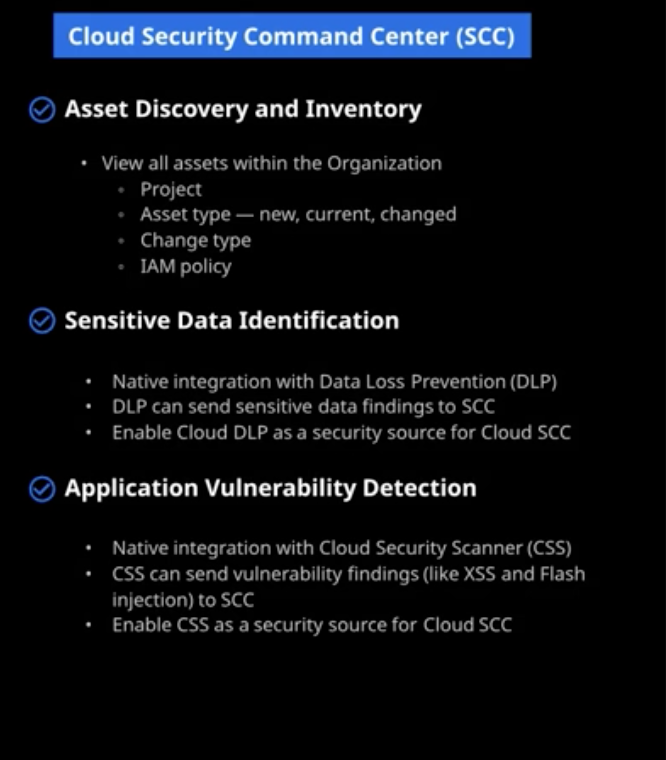 Cloud Security Command Center (SCC)
Asset Discovery and Inventory
• View all assets within the Organization
◦ Project
◦ Asset type — new, current, changed
◦ Change type
◦ IAM policy
Sensitive Data Identification
• Native integration with Data Loss Prevention (DLP)
• DLP can send sensitive data findings to SCC
• Enable Cloud DLP as a security source for Cloud SCC
Application Vulnerability Detection
• Native integration with Cloud Security Scanner (CSS)
• CSS can send vulnerability findings (like XSS and Flash
injection) to SCC
• Enable CSS as a security source for Cloud SCC